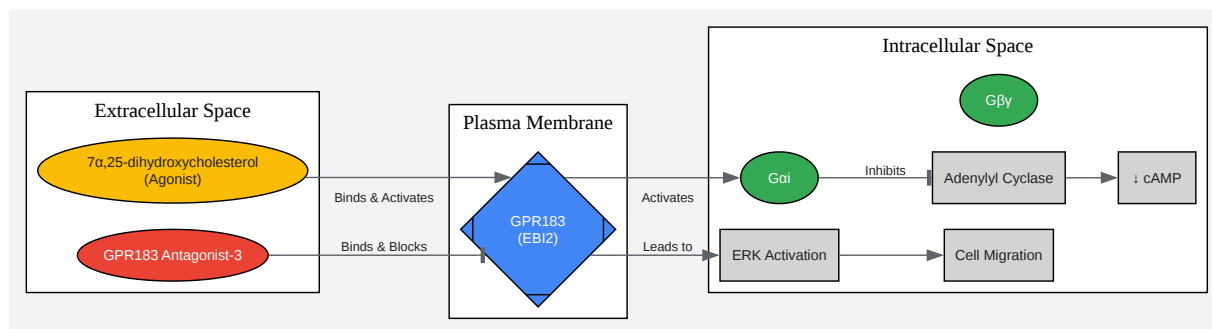 Extracellular Space
7α,25-dihydroxycholesterol
(Agonist)
GPR183 Antagonist-3
Binds & Activates
Binds & Blocks
Plasma Membrane
GPR183
(EBI2)
Activates
Leads to
Intracellular Space
Gβγ
Gαi
Inhibits
Adenylyl Cyclase
↓ cAMP
ERK Activation
Cell Migration